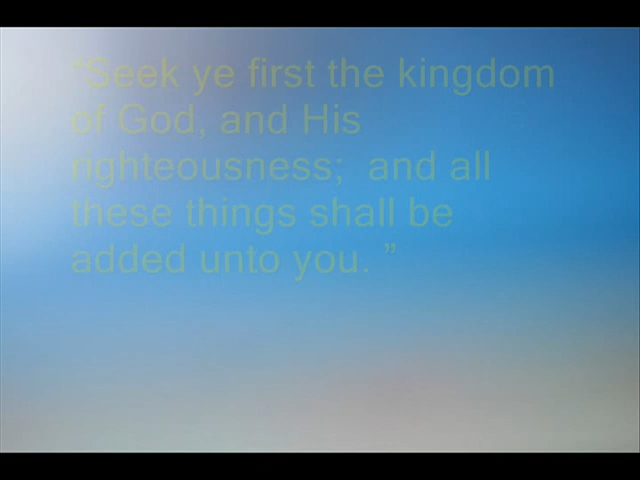 “Seek ye first the kingdom
of God, and His
righteousness;  and all
these things shall be
added unto you. ”